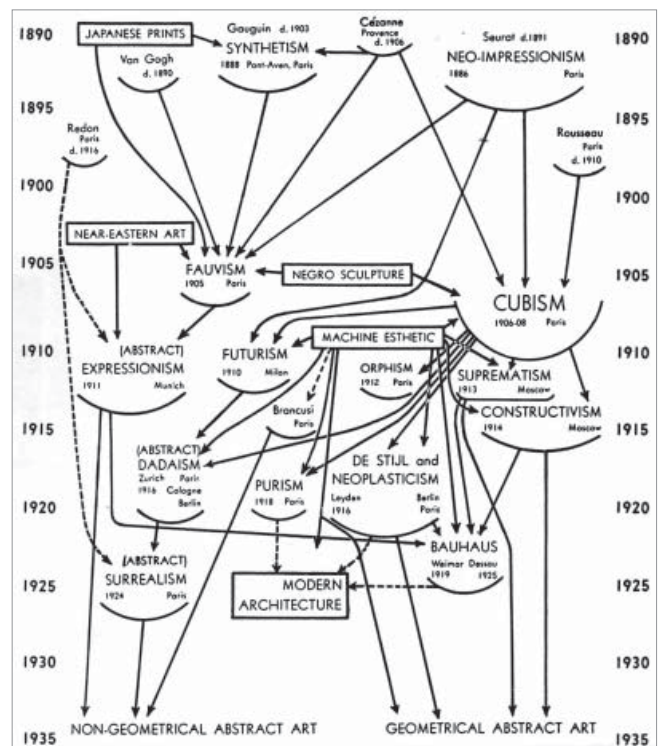 1890
JAPANESE PRINTS
Gauguin d. 1903
SYNTHETISM
1888 Pont-Aven, Paris
Cézanne
Provence
d. 1906
Seurat d. 1891
NEO-IMPRESSIONISM
1886 Paris
1890
Van Gogh
d. 1890
1895
1895
Redon
Paris
d. 1916
Rousseau
Paris
d. 1910
1900
1900
NEAR-EASTERN ART
1905
FAUVISM
1905 Paris
NEGRO SCULPTURE
1905
CUBISM
1906-08 Paris
1910
(ABSTRACT)
EXPRESSIONISM
1911 Munich
FUTURISM
1910 Milan
MACHINE ESTHETIC
ORPHISM
1912 Paris
SUPREMATISM
1913 Moscow
1910
Brancusi
Paris
CONSTRUCTIVISM
1914 Moscow
1915
1915
(ABSTRACT)
DADAISM
Zurich Paris
1916 Cologne
Berlin
PURISM
1918 Paris
DE STIJL and
NEOPLASTICISM
Leyden Berlin
1916 Paris
1920
1920
BAUHAUS
Weimar Dessau
1919 1925
(ABSTRACT)
SURREALISM
1924 Paris
MODERN
ARCHITECTURE
1925
1925
1930
1930
1935
NON-GEOMETRICAL ABSTRACT ART
GEOMETRICAL ABSTRACT ART
1935